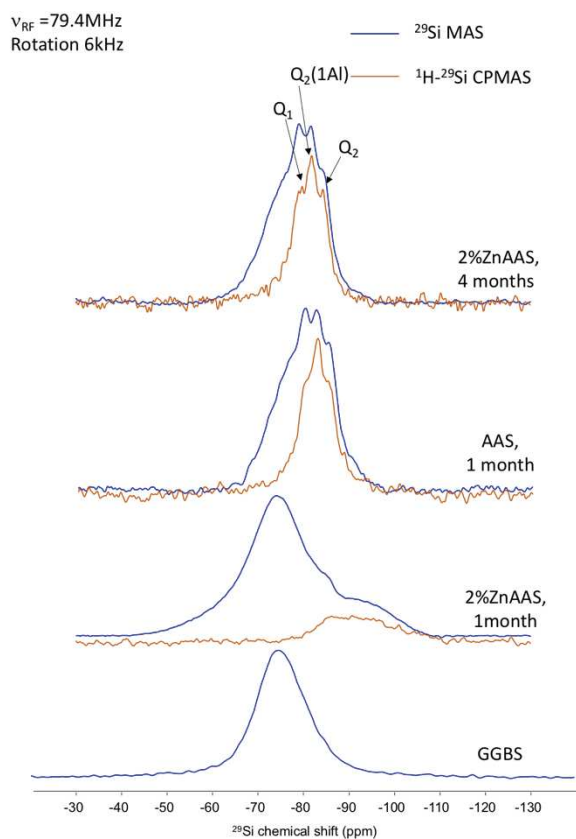 νRF =79.4MHz
Rotation 6kHz
²⁹Si MAS
¹H-²⁹Si CPMAS
Q₂(1Al)
Q₁
Q₂
2%ZnAAS,
4 months
AAS,
1 month
2%ZnAAS,
1month
GGBS
-30 -40 -50 -60 -70 -80 -90 -100 -110 -120 -130
²⁹Si chemical shift (ppm)